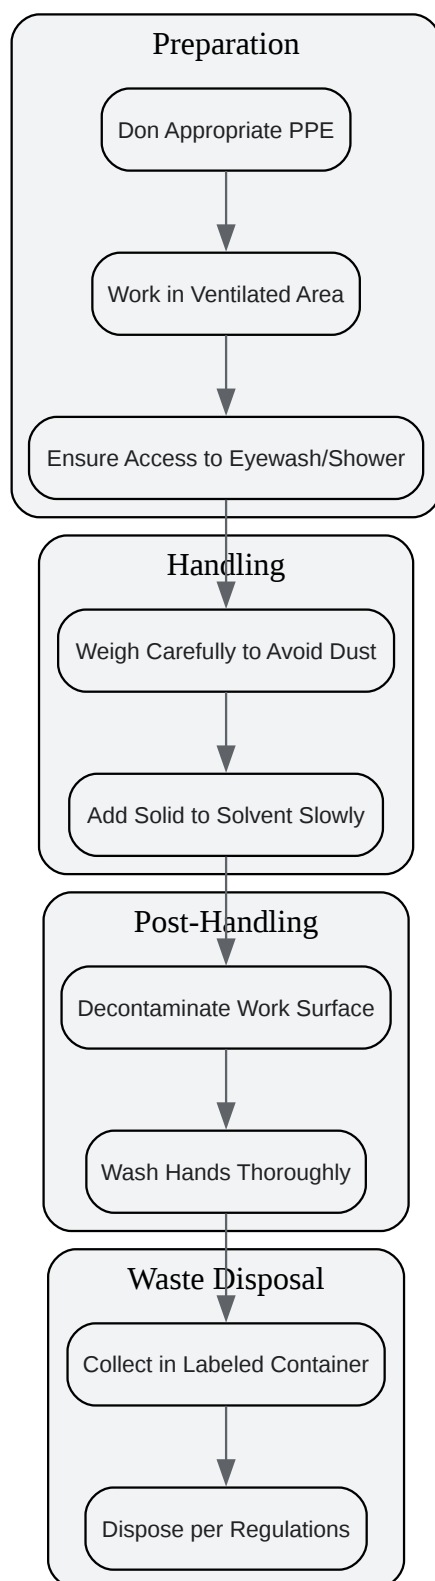 Preparation
Don Appropriate PPE
Work in Ventilated Area
Ensure Access to Eyewash/Shower
Handling
Weigh Carefully to Avoid Dust
Add Solid to Solvent Slowly
Post-Handling
Decontaminate Work Surface
Wash Hands Thoroughly
Waste Disposal
Collect in Labeled Container
Dispose per Regulations